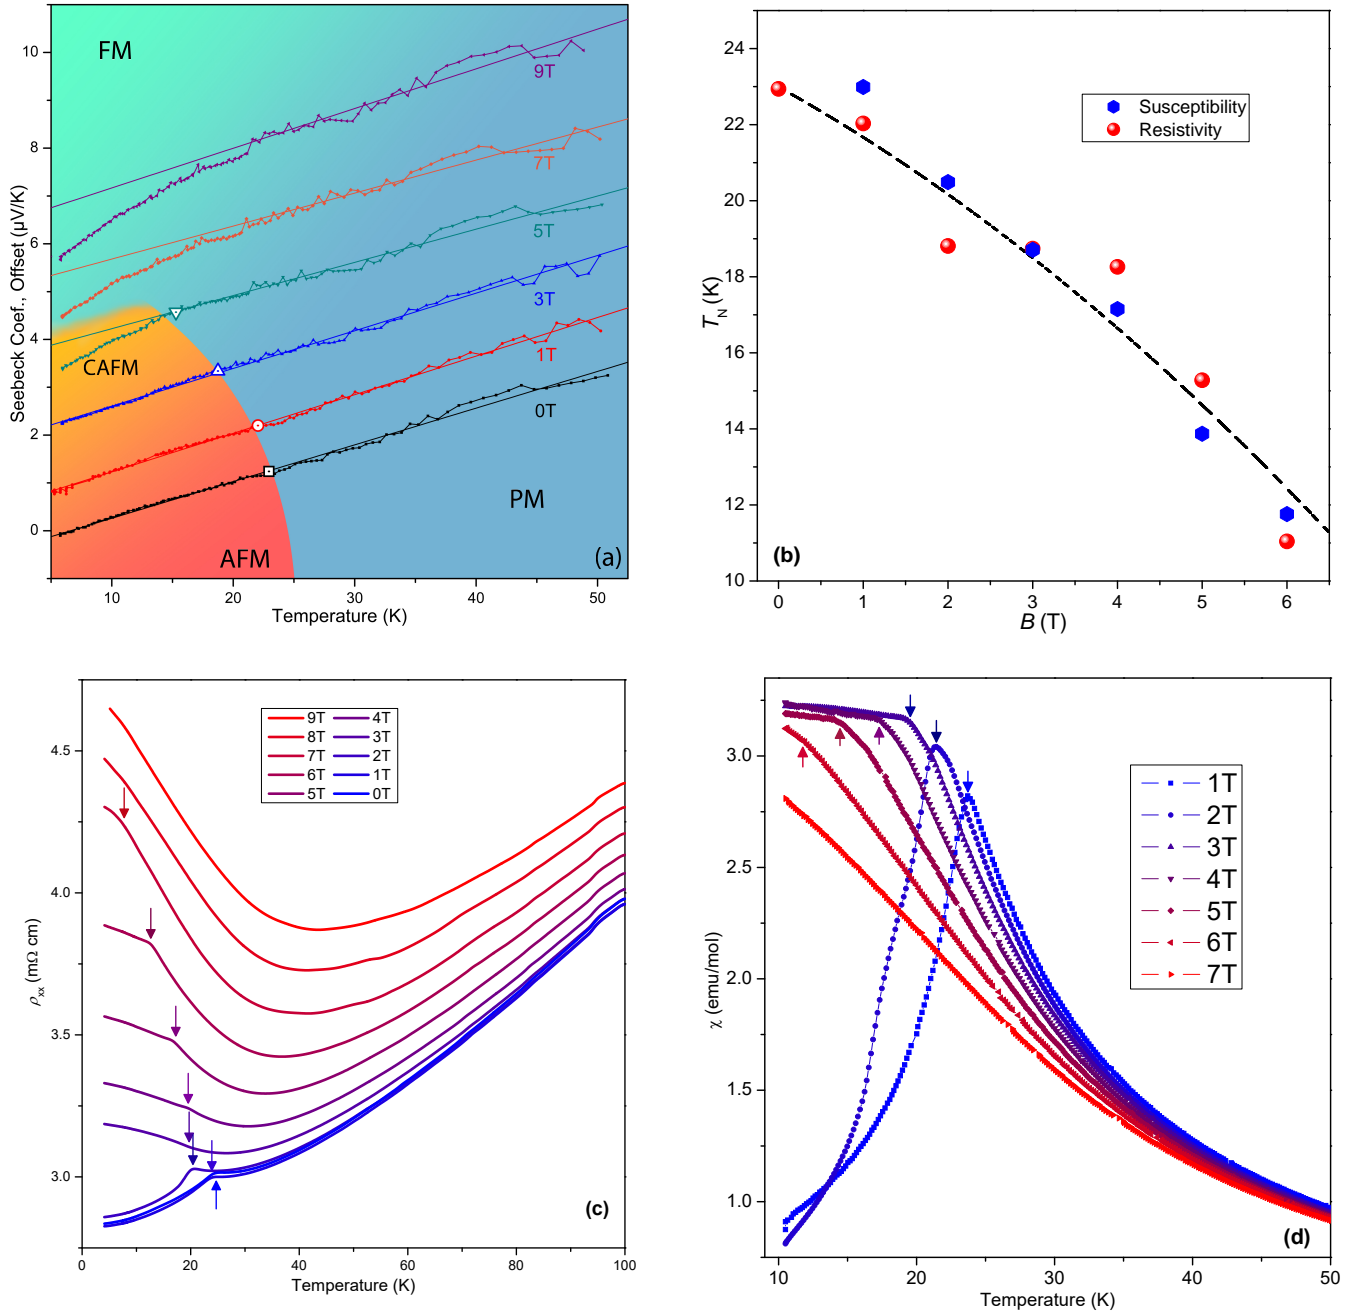 FM
9T
7T
5T
3T
1T
0T
CAFM
AFM
PM
(a)
10
8
6
4
2
0
10
20
30
40
50
Seebeck Coef., Offset (μV/K)
Temperature (K)
24
22
20
18
16
14
12
10
0
1
2
3
4
5
6
T_N (K)
B (T)
Susceptibility
Resistivity
(b)
4.5
4.0
3.5
3.0
0
20
40
60
80
100
ρxx (mΩ cm)
Temperature (K)
9T 4T
8T 3T
7T 2T
6T 1T
5T 0T
(c)
3.0
2.5
2.0
1.5
1.0
10
20
30
40
50
χ (emu/mol)
Temperature (K)
1T
2T
3T
4T
5T
6T
7T
(d)